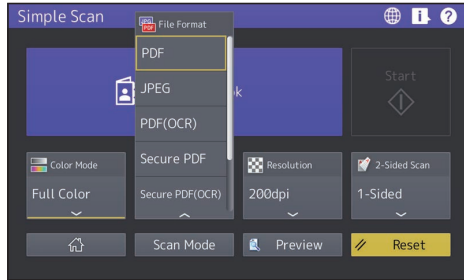 Simple Scan
File Format
PDF
JPEG
PDF(OCR)
Secure PDF
Secure PDF(OCR)
k
Start
Color Mode
Full Color
Resolution
200dpi
2-Sided Scan
1-Sided
Scan Mode
Preview
Reset